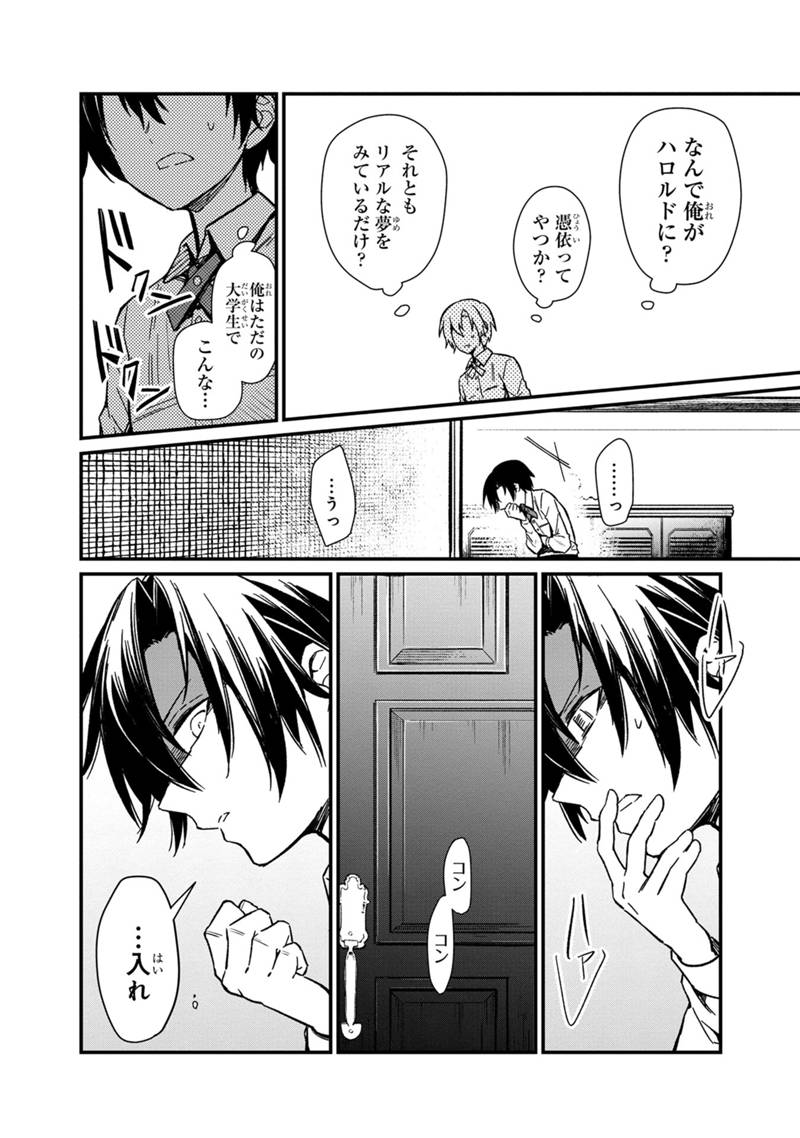 なんで俺が
ハロルドに？
憑依って
やつか？
それとも
リアルな夢を
みているだけ？
俺はただの
大学生で
こんな…
ドクン
ドクン
……っ
…うっ
ハァ
コン
コン
…入れ